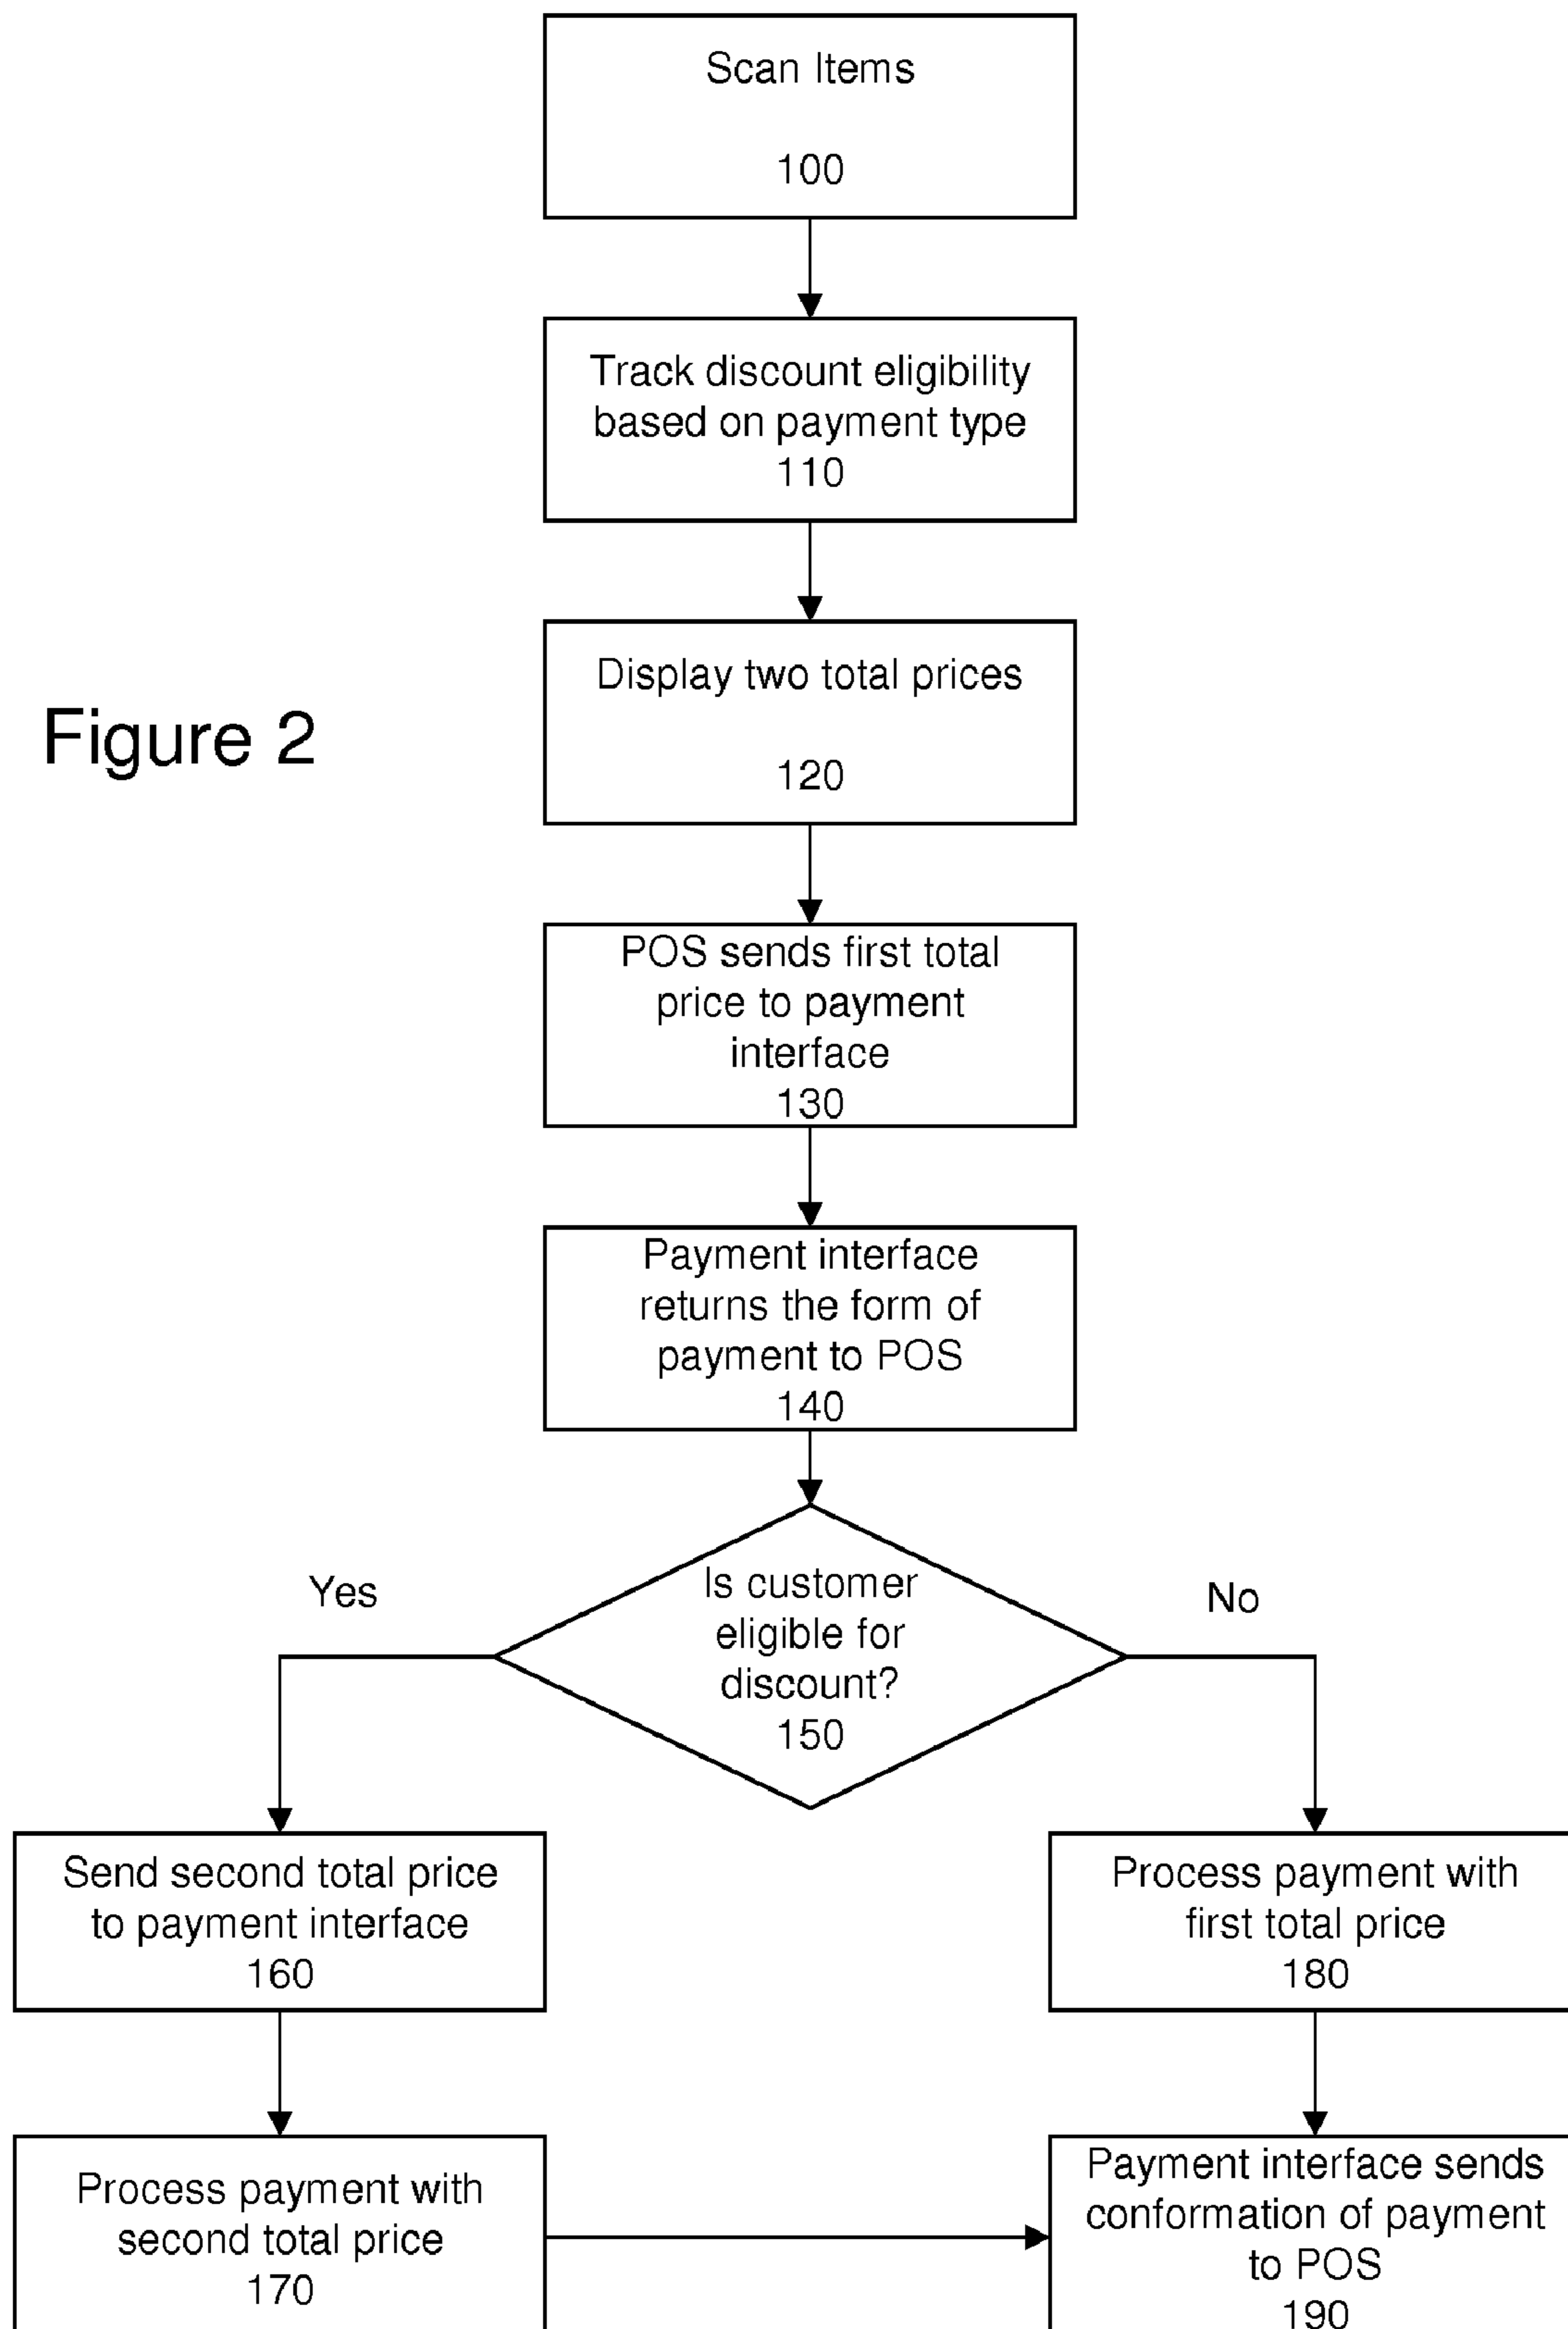 Scan Items
100
Track discount eligibility
based on payment type
110
Display two total prices
120
Figure 2
POS sends first total
price to payment
interface
130
Payment interface
returns the form of
payment to POS
140
Is customer
eligible for
discount?
150
Yes
No
Send second total price
to payment interface
160
Process payment with
first total price
180
Process payment with
second total price
170
Payment interface sends
conformation of payment
to POS
190